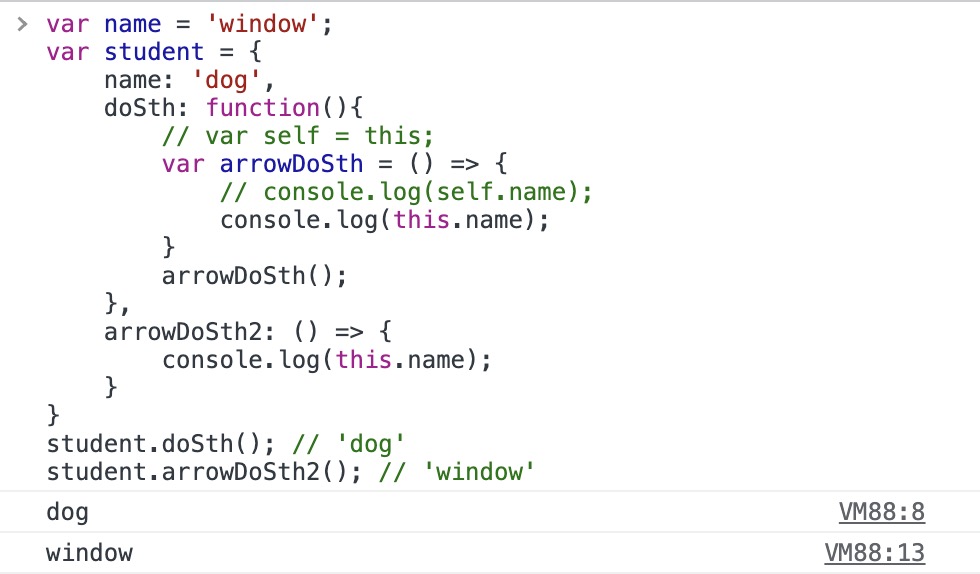 > var name = 'window';
var student = {
    name: 'dog',
    doSth: function(){
        // var self = this;
        var arrowDoSth = () => {
            // console.log(self.name);
            console.log(this.name);
        }
        arrowDoSth();
    },
    arrowDoSth2: () => {
        console.log(this.name);
    }
}
student.doSth(); // 'dog'
student.arrowDoSth2(); // 'window'
dog VM88:8
window VM88:13